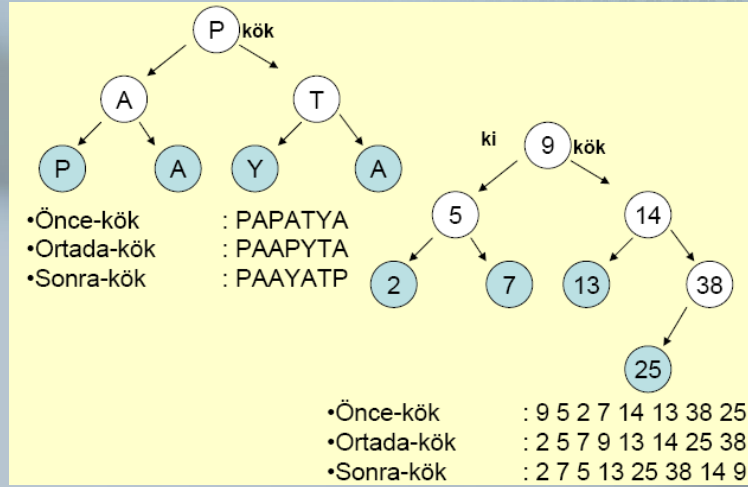 P kök
A T
P A Y A
•Önce-kök : PAPATYA
•Ortada-kök : PAAPYTA
•Sonra-kök : PAAYATP
ki 9 kök
5 14
2 7 13 38
25
•Önce-kök : 9 5 2 7 14 13 38 25
•Ortada-kök : 2 5 7 9 13 14 25 38
•Sonra-kök : 2 7 5 13 25 38 14 9